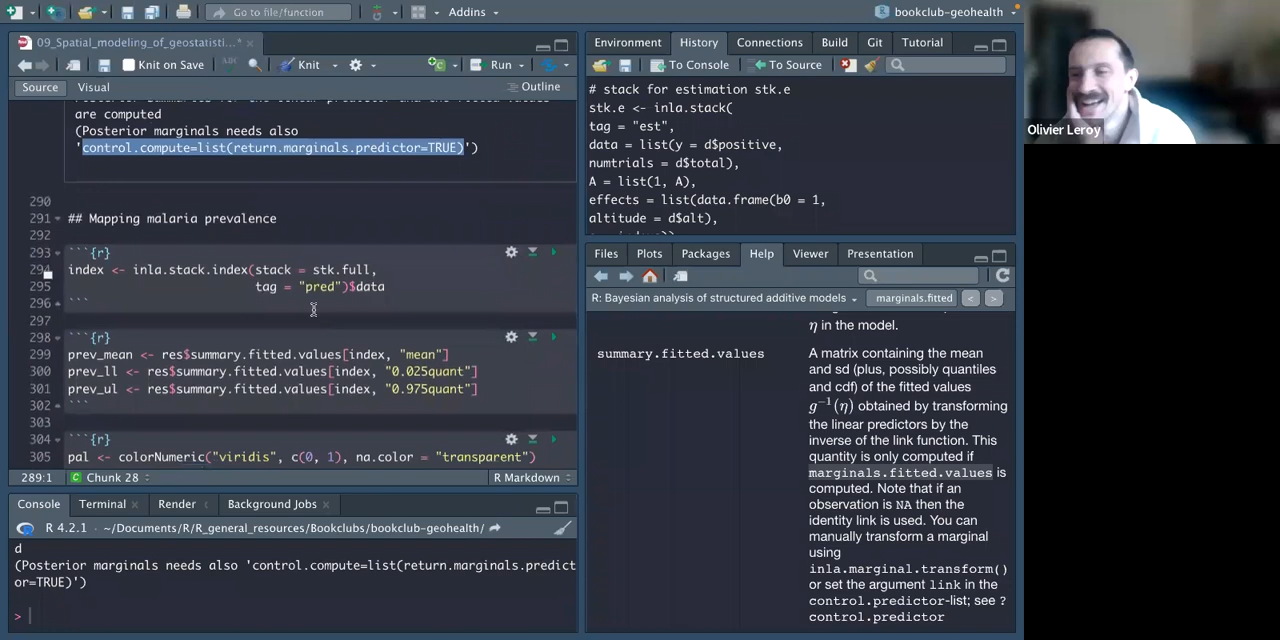 Go to file/function
Addins
bookclub-geohealth
09_Spatial_modeling_of_geostatisti...*
Knit on Save
Knit
Run
Source
Visual
Outline
are computed
(Posterior marginals needs also
'control.compute=list(return.marginals.predictor=TRUE)')
290
291 ## Mapping malaria prevalence
292
293 ```{r}
294 index <- inla.stack.index(stack = stk.full,
295 tag = "pred")$data
296 ```
297
298 ```{r}
299 prev_mean <- res$summary.fitted.values[index, "mean"]
300 prev_ll <- res$summary.fitted.values[index, "0.025quant"]
301 prev_ul <- res$summary.fitted.values[index, "0.975quant"]
302 ```
303
304 ```{r}
305 pal <- colorNumeric("viridis", c(0, 1), na.color = "transparent")
289:1
Chunk 28
R Markdown
Console
Terminal
Render
Background Jobs
R 4.2.1 · ~/Documents/R/R_general_resources/Bookclubs/bookclub-geohealth/
d
(Posterior marginals needs also 'control.compute=list(return.marginals.predict
or=TRUE)')
>
Environment
History
Connections
Build
Git
Tutorial
To Console
To Source
# stack for estimation stk.e
stk.e <- inla.stack(
tag = "est",
data = list(y = d$positive,
numtrials = d$total),
A = list(1, A),
effects = list(data.frame(b0 = 1,
altitude = d$alt),
Files
Plots
Packages
Help
Viewer
Presentation
R: Bayesian analysis of structured additive models
marginals.fitted
η in the model.
summary.fitted.values
A matrix containing the mean
and sd (plus, possibly quantiles
and cdf) of the fitted values
g⁻¹(η) obtained by transforming
the linear predictors by the
inverse of the link function. This
quantity is only computed if
marginals.fitted.values is
computed. Note that if an
observation is NA then the
identity link is used. You can
manually transform a marginal
using
inla.marginal.transform()
or set the argument link in the
control.predictor-list; see ?
control.predictor
Olivier Leroy